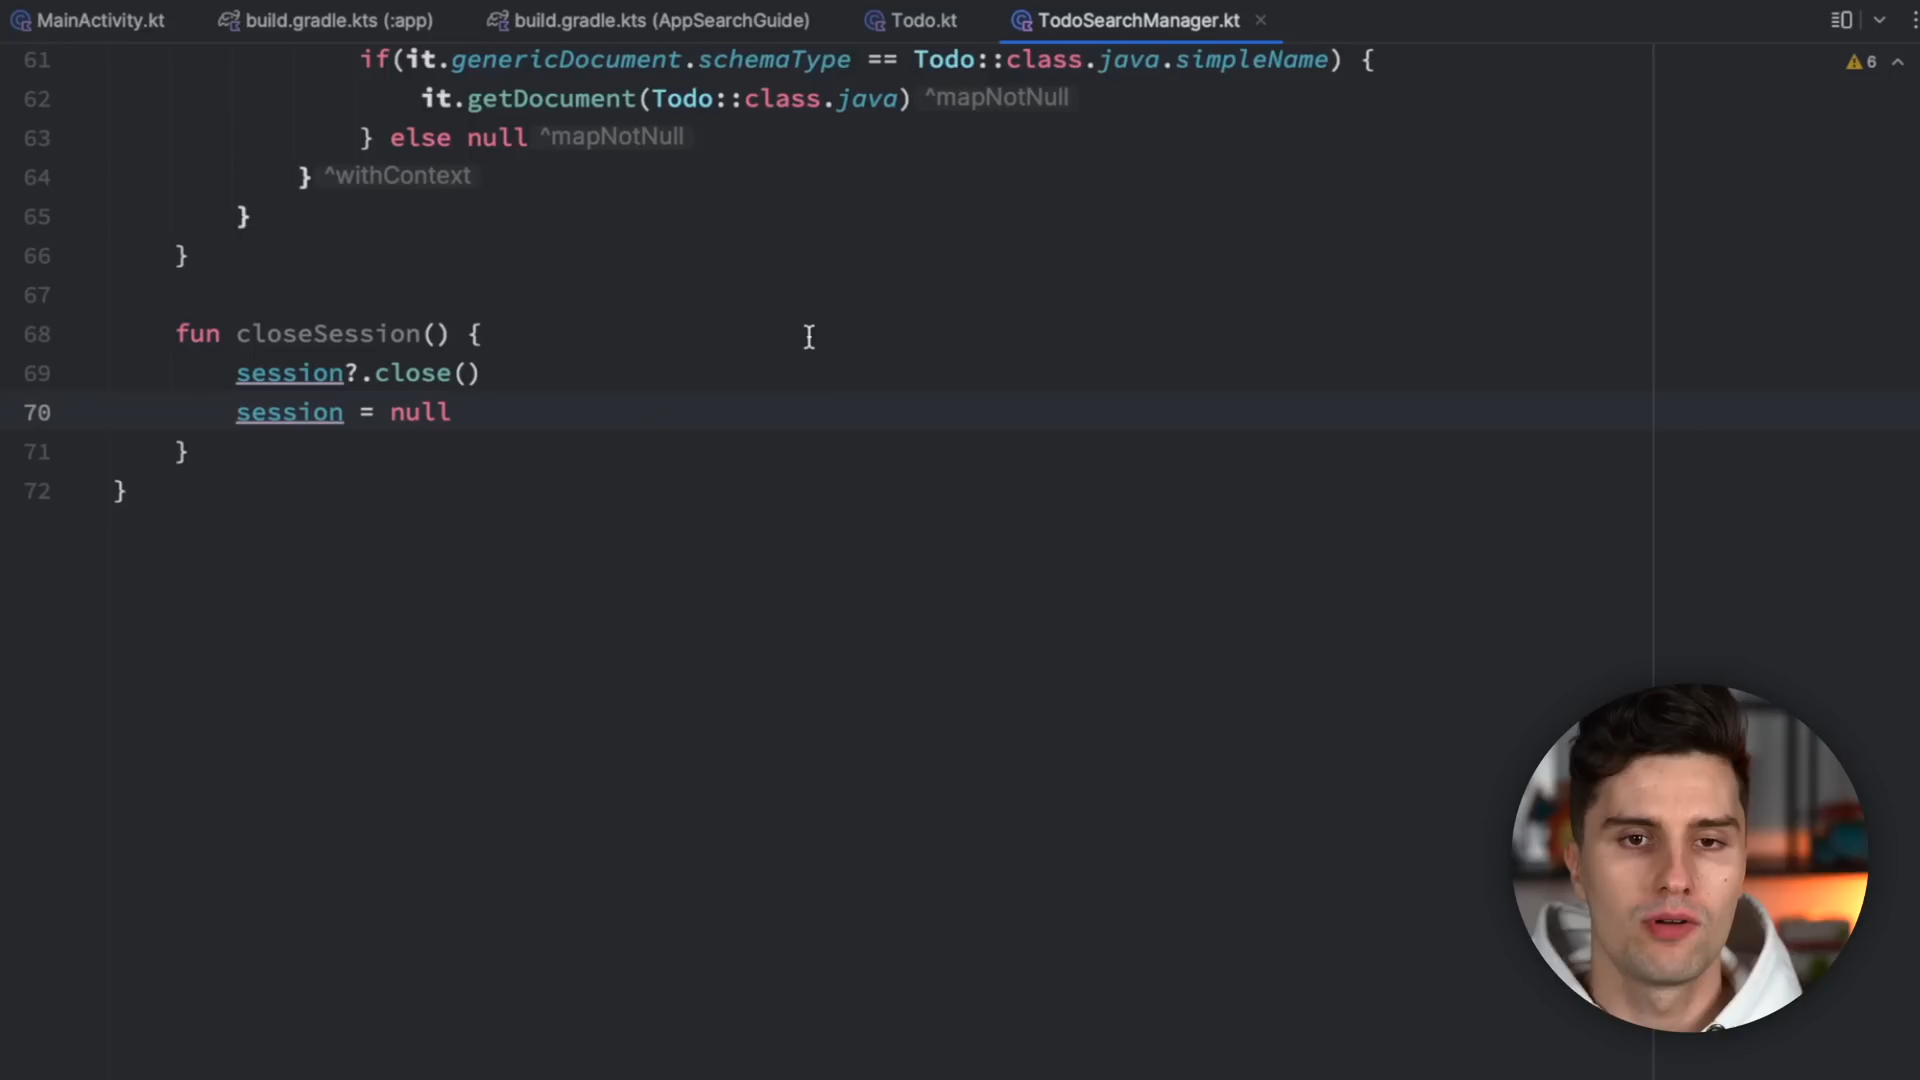 MainActivity.kt build.gradle.kts (:app) build.gradle.kts (AppSearchGuide) Todo.kt TodoSearchManager.kt
61 if(it.genericDocument.schemaType == Todo::class.java.simpleName) { 6
62 it.getDocument(Todo::class.java) ^mapNotNull
63 } else null ^mapNotNull
64 } ^withContext
65 }
66 }
67
68 fun closeSession() {
69 session?.close()
70 session = null
71 }
72 }